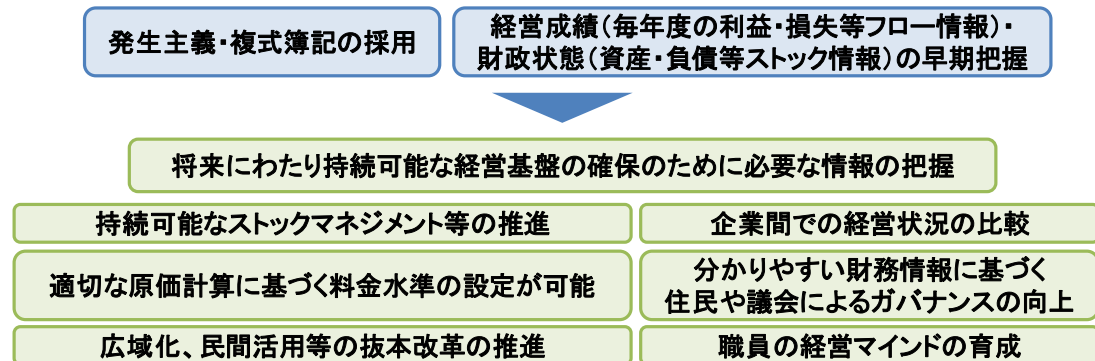 発生主義・複式簿記の採用
経営成績（毎年度の利益・損失等フロー情報）・
財政状態（資産・負債等ストック情報）の早期把握
将来にわたり持続可能な経営基盤の確保のために必要な情報の把握
持続可能なストックマネジメント等の推進
企業間での経営状況の比較
適切な原価計算に基づく料金水準の設定が可能
分かりやすい財務情報に基づく
住民や議会によるガバナンスの向上
広域化、民間活用等の抜本改革の推進
職員の経営マインドの育成